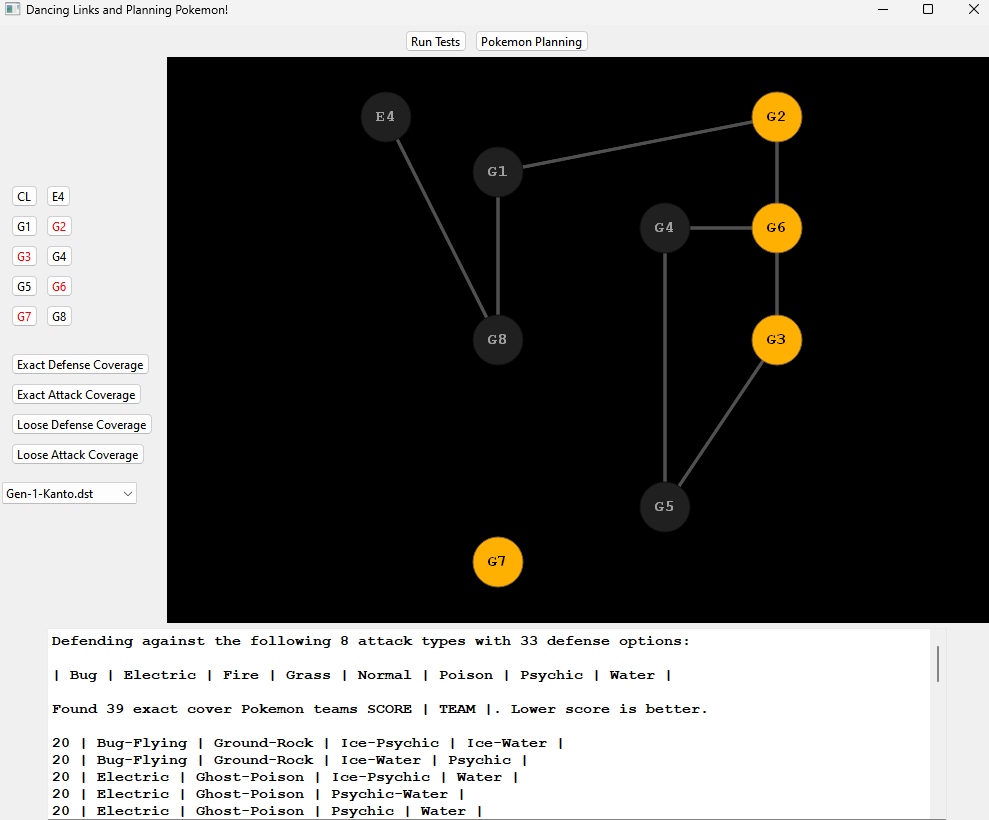 Dancing Links and Planning Pokemon!
Run Tests Pokemon Planning
E4 G2
G1
G4 G6
CL E4
G1 G2
G3 G4
G5 G6
G7 G8
G8 G3
Exact Defense Coverage
Exact Attack Coverage
Loose Defense Coverage
Loose Attack Coverage
Gen-1-Kanto.dst
G5
G7
Defending against the following 8 attack types with 33 defense options:
| Bug | Electric | Fire | Grass | Normal | Poison | Psychic | Water |
Found 39 exact cover Pokemon teams SCORE | TEAM |. Lower score is better.
20 | Bug-Flying | Ground-Rock | Ice-Psychic | Ice-Water |
20 | Bug-Flying | Ground-Rock | Ice-Water | Psychic |
20 | Electric | Ghost-Poison | Ice-Psychic | Water |
20 | Electric | Ghost-Poison | Psychic-Water |
20 | Electric | Ghost-Poison | Psychic | Water |